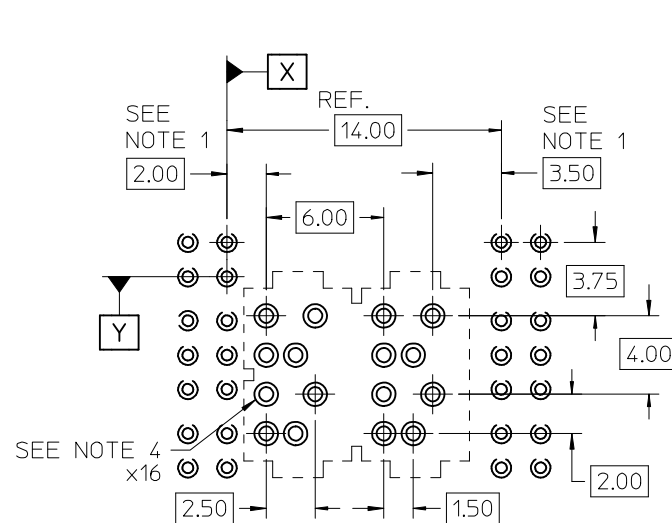 X
REF.
SEE
NOTE 1
14.00
SEE
NOTE 1
2.00
3.50
6.00
3.75
Y
4.00
SEE NOTE 4
x16
2.50
1.50
2.00